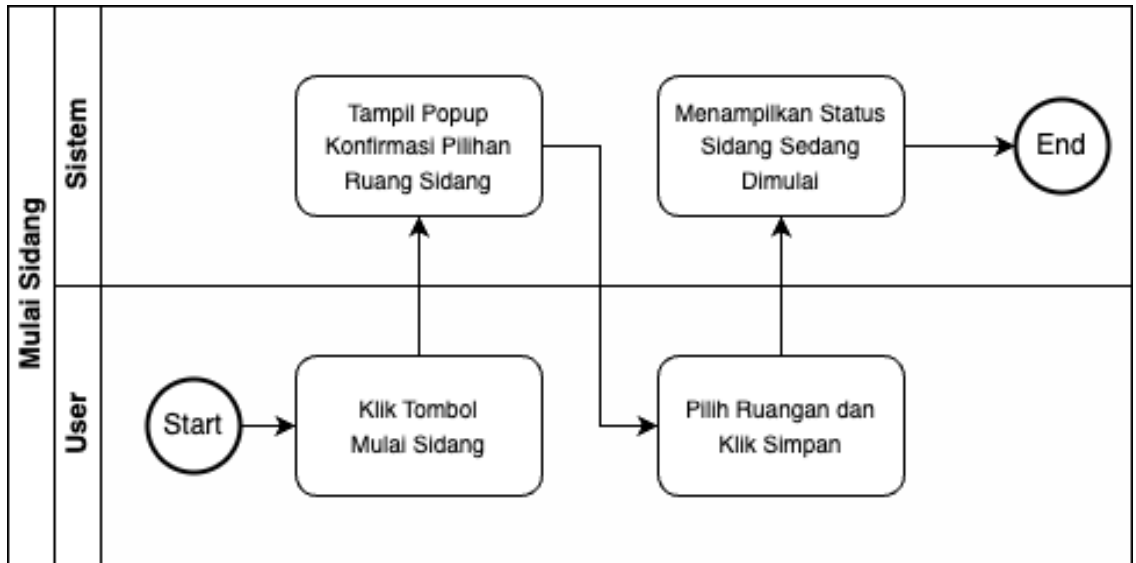 Mulai Sidang
Sistem
Tampil Popup
Konfirmasi Pilihan
Ruang Sidang
Menampilkan Status
Sidang Sedang
Dimulai
End
User
Start
Klik Tombol
Mulai Sidang
Pilih Ruangan dan
Klik Simpan